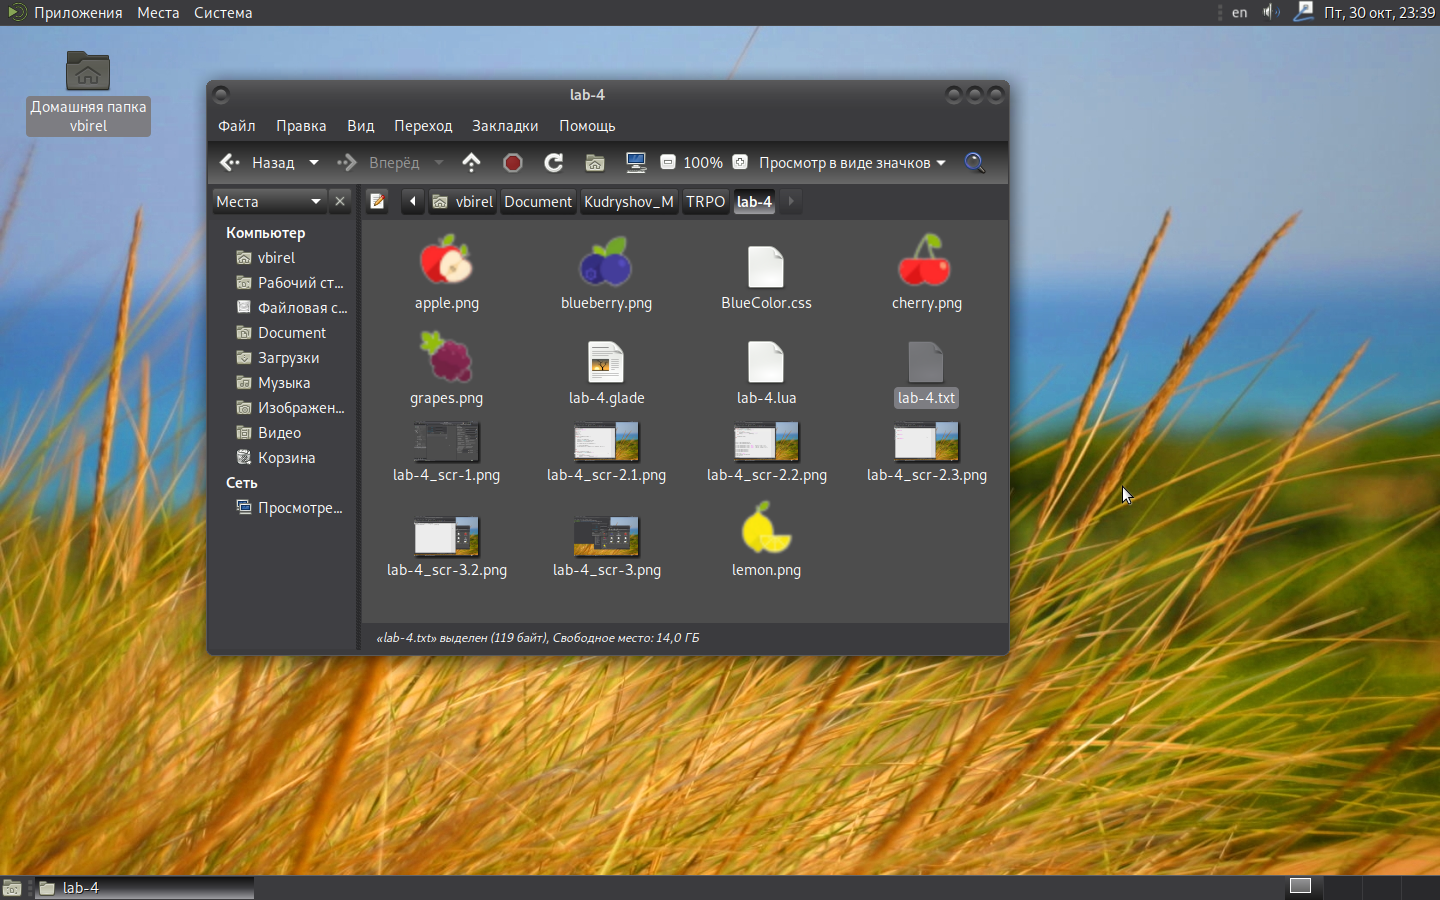 Приложения Места Система
en Пт, 30 окт, 23:39
Домашняя папка
vbirel
lab-4
Файл Правка Вид Переход Закладки Помощь
Назад Вперёд 100% Просмотр в виде значков
Места
vbirel Document Kudryshov_M TRPO lab-4
Компьютер
vbirel
Рабочий ст...
Файловая с...
Document
Загрузки
Музыка
Изображен...
Видео
Корзина
Сеть
Просмотре...
apple.png blueberry.png BlueColor.css cherry.png
grapes.png lab-4.glade lab-4.lua lab-4.txt
lab-4_scr-1.png lab-4_scr-2.1.png lab-4_scr-2.2.png lab-4_scr-2.3.png
lab-4_scr-3.2.png lab-4_scr-3.png lemon.png
«lab-4.txt» выделен (119 байт), Свободное место: 14,0 ГБ
lab-4